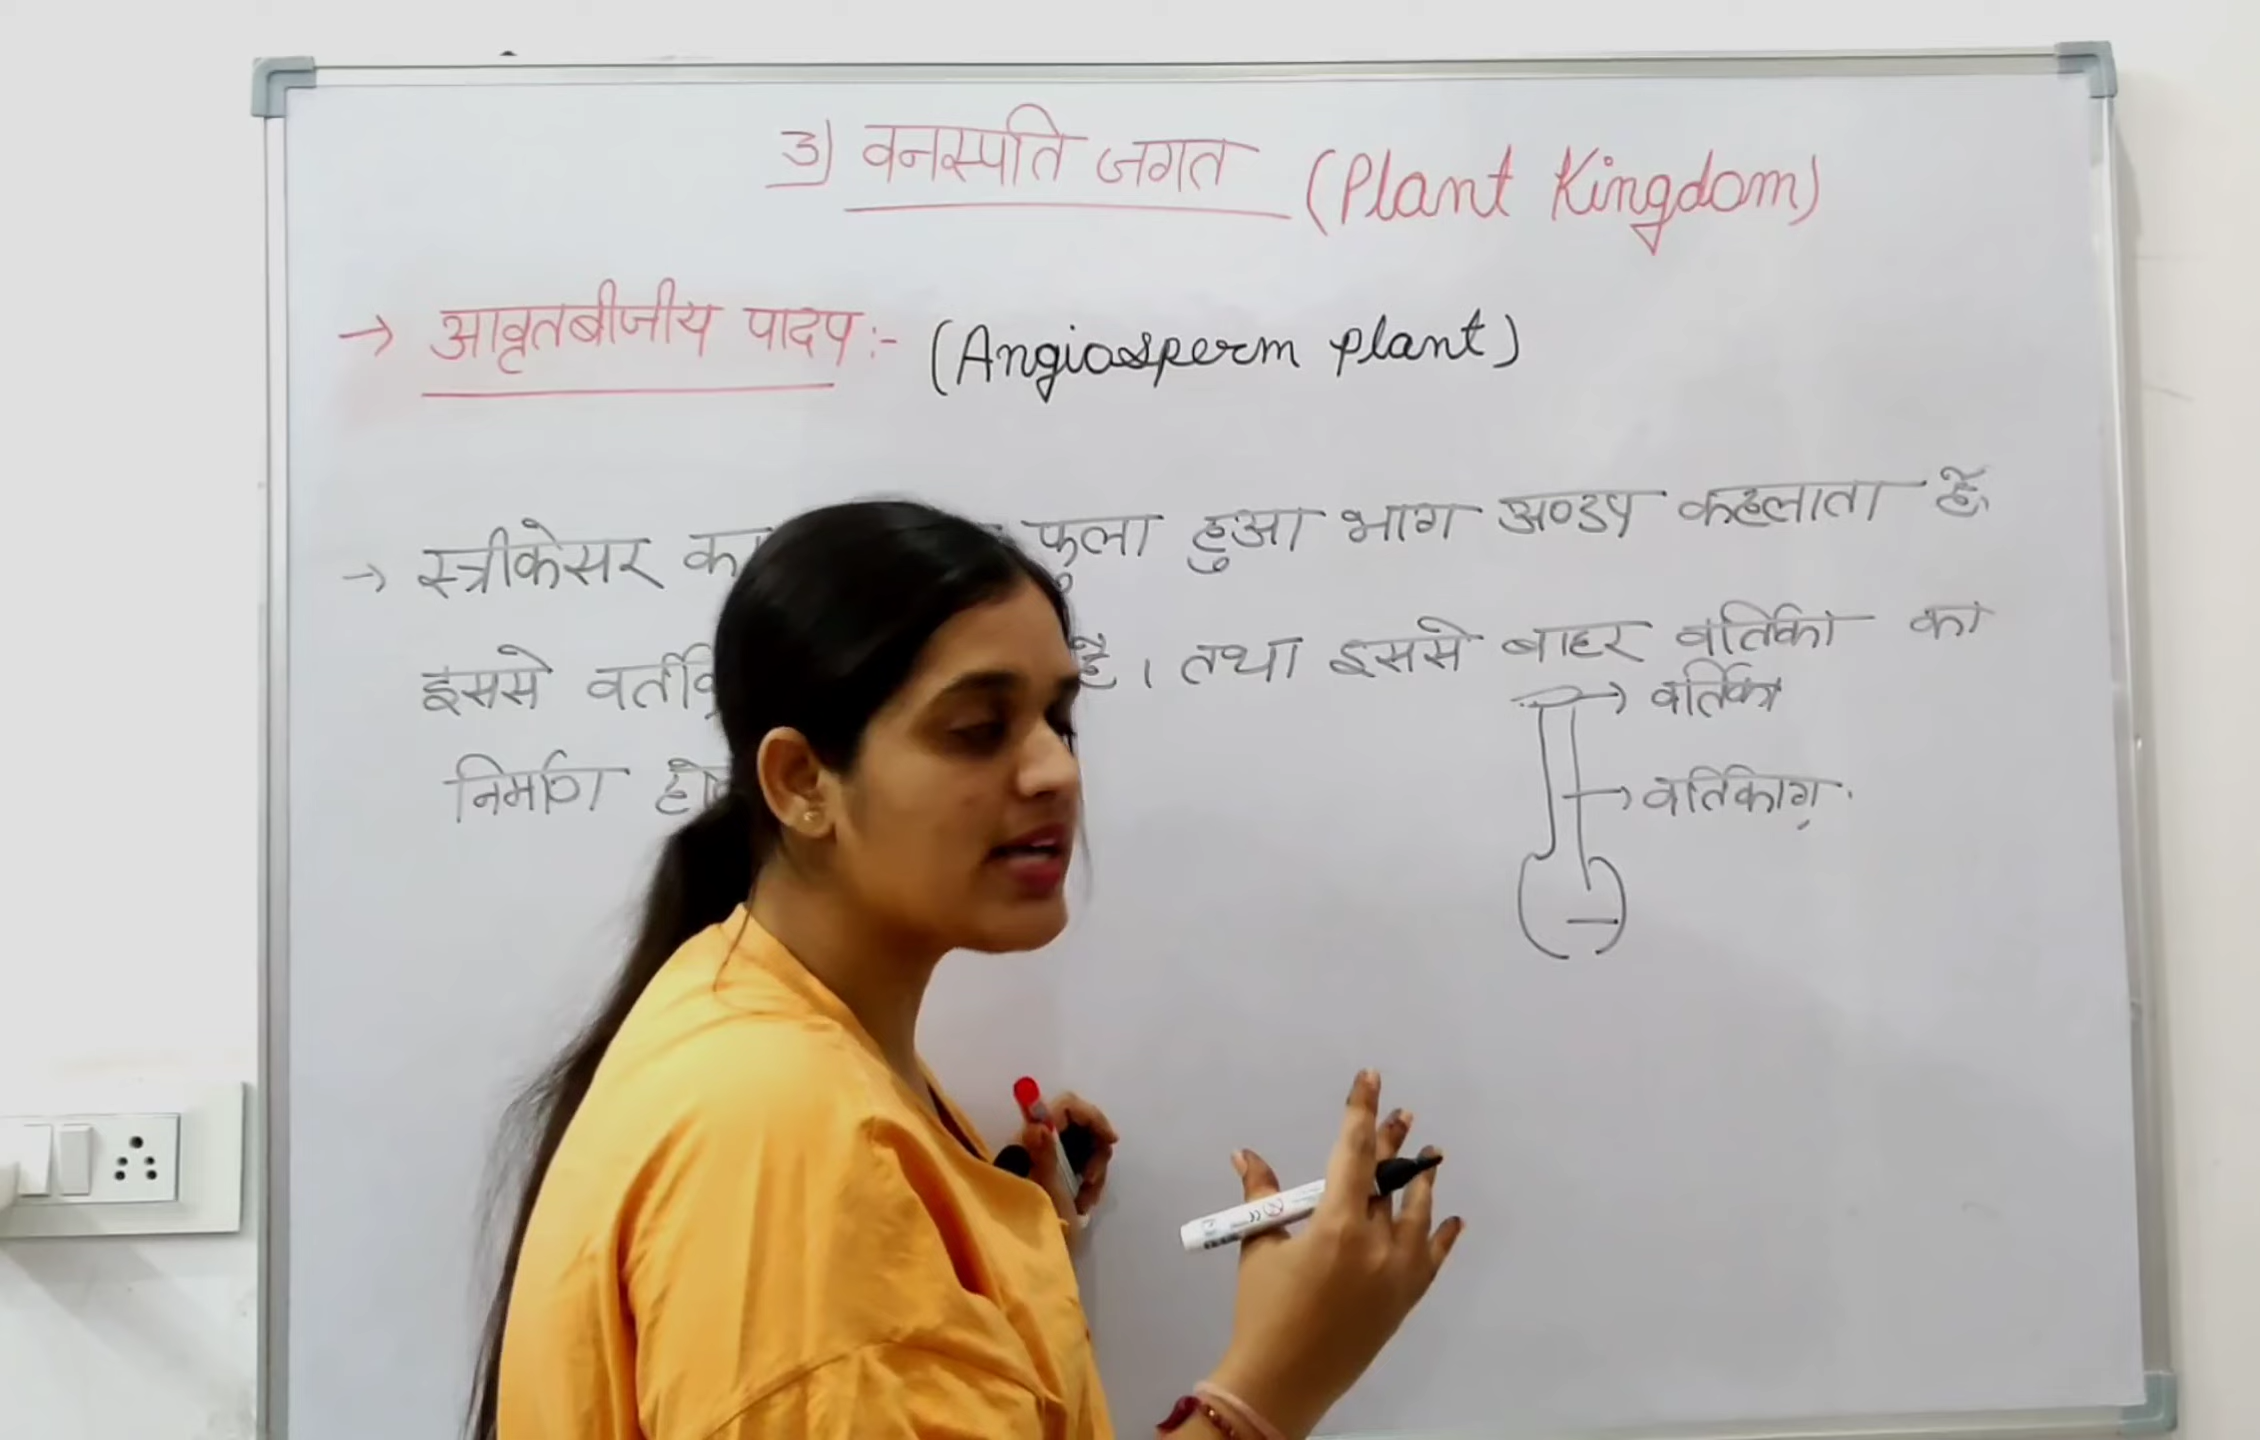 3) वनस्पति जगत (Plant Kingdom)
→ आवृतबीजीय पादप:- (Angiosperm plant)
→ स्त्रीकेसर का फुला हुआ भाग अण्डप कहलाता है,
इससे है। तथा इससे बाहर वर्तिका का
→ वर्तिका
निर्माण
→ वर्तिकाग्र.